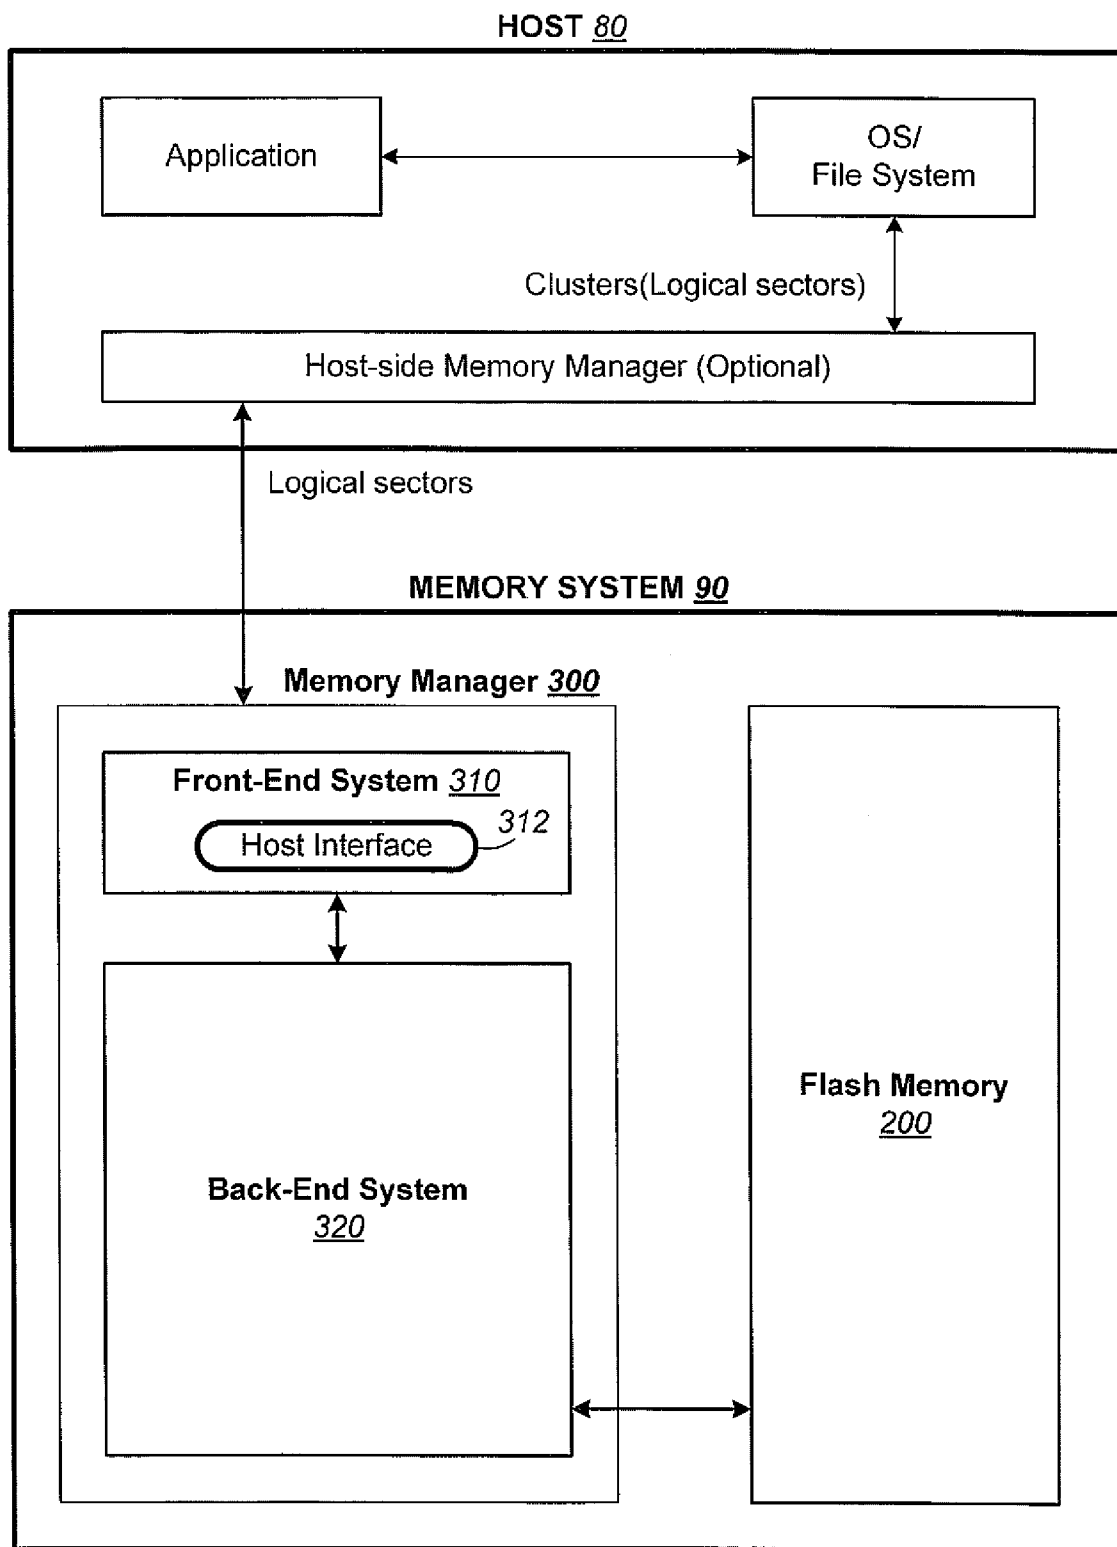 HOST 80
Application
OS/
File System
Clusters(Logical sectors)
Host-side Memory Manager (Optional)
Logical sectors
MEMORY SYSTEM 90
Memory Manager 300
Front-End System 310
312
Host Interface
Flash Memory
200
Back-End System
320